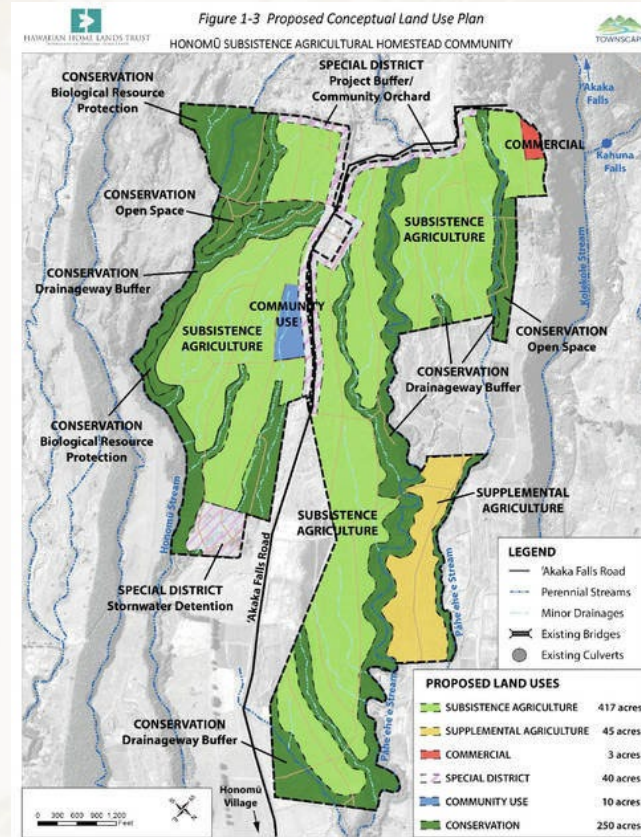 HAWAIIAN HOME LANDS TRUST
Figure 1-3 Proposed Conceptual Land Use Plan
HONOMŪ SUBSISTENCE AGRICULTURAL HOMESTEAD COMMUNITY
TOWNSCAPE
CONSERVATION
Biological Resource
Protection
SPECIAL DISTRICT
Project Buffer/
Community Orchard
'Akaka
Falls
Kahuna
Falls
COMMERCIAL
CONSERVATION
Open Space
SUBSISTENCE
AGRICULTURE
Kolekole Stream
CONSERVATION
Drainageway Buffer
COMMUNITY
USE
SUBSISTENCE
AGRICULTURE
CONSERVATION
Open Space
CONSERVATION
Drainageway Buffer
CONSERVATION
Biological Resource
Protection
SUPPLEMENTAL
AGRICULTURE
SUBSISTENCE
AGRICULTURE
Honomū Stream
'Akaka Falls Road
SPECIAL DISTRICT
Stornwater Detention
Pāhe'ehe'e Stream
Pāhe'ehe'e Stream
CONSERVATION
Drainageway Buffer
Honomū
Village
0 300 600 900 1,200
Feet
LEGEND
'Akaka Falls Road
Perennial Streams
Minor Drainages
Existing Bridges
Existing Culverts
PROPOSED LAND USES
SUBSISTENCE AGRICULTURE 417 acres
SUPPLEMENTAL AGRICULTURE 45 acres
COMMERCIAL 3 acres
SPECIAL DISTRICT 40 acres
COMMUNITY USE 10 acres
CONSERVATION 250 acres